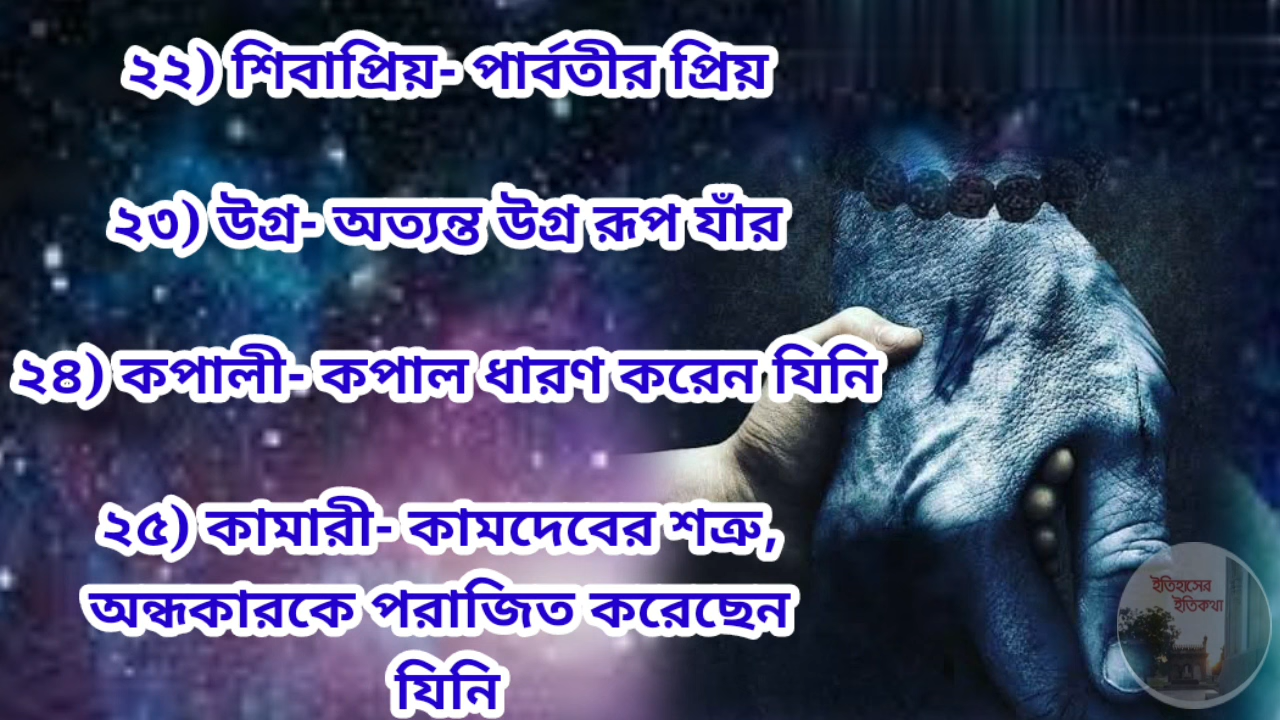 ২২) শিবাপ্রিয়- পার্বতীর প্রিয়
২৩) উগ্র- অত্যন্ত উগ্র রূপ যাঁর
২৪) কপালী- কপাল ধারণ করেন যিনি
২৫) কামারী- কামদেবের শত্রু,
অন্ধকারকে পরাজিত করেছেন
যিনি
ইতিহাসের
ইতিকথা